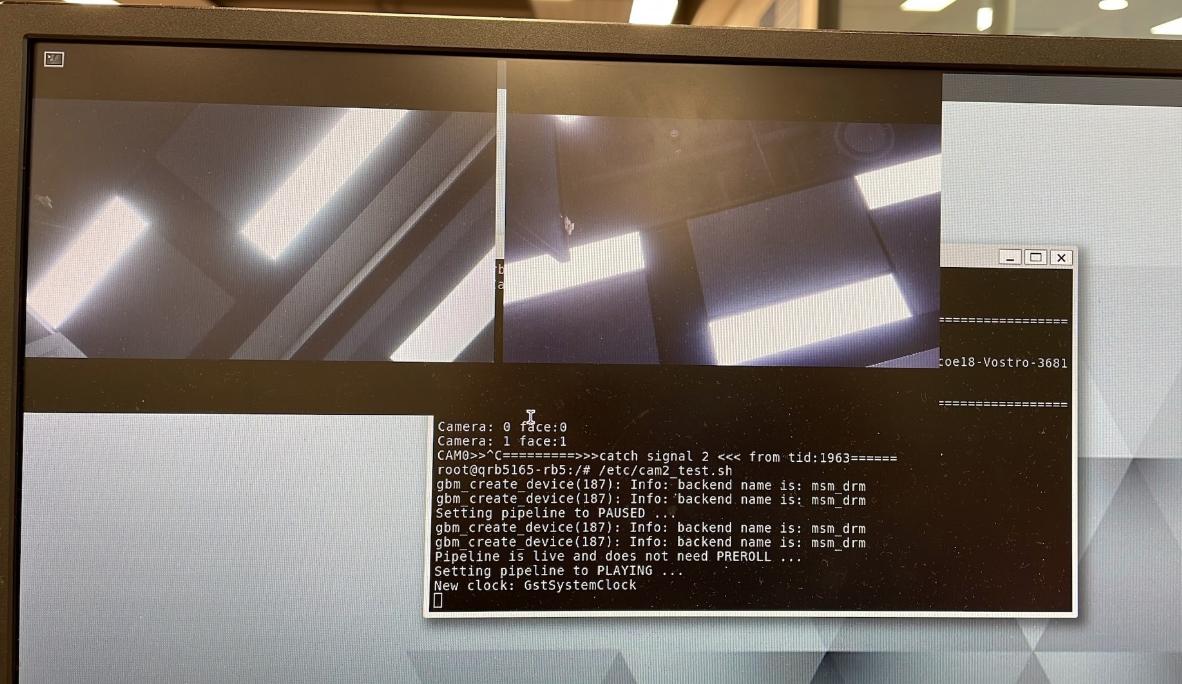 ================
coe18-Vostro-3681
================
Camera: 0 face:0
Camera: 1 face:1
CAM0>>^C=========>>>catch signal 2 <<< from tid:1963======
root@qrb5165-rb5:/# /etc/cam2_test.sh
gbm_create_device(187): Info: backend name is: msm_drm
gbm_create_device(187): Info: backend name is: msm_drm
Setting pipeline to PAUSED ...
gbm_create_device(187): Info: backend name is: msm_drm
gbm_create_device(187): Info: backend name is: msm_drm
Pipeline is live and does not need PREROLL ...
Setting pipeline to PLAYING ...
New clock: GstSystemClock